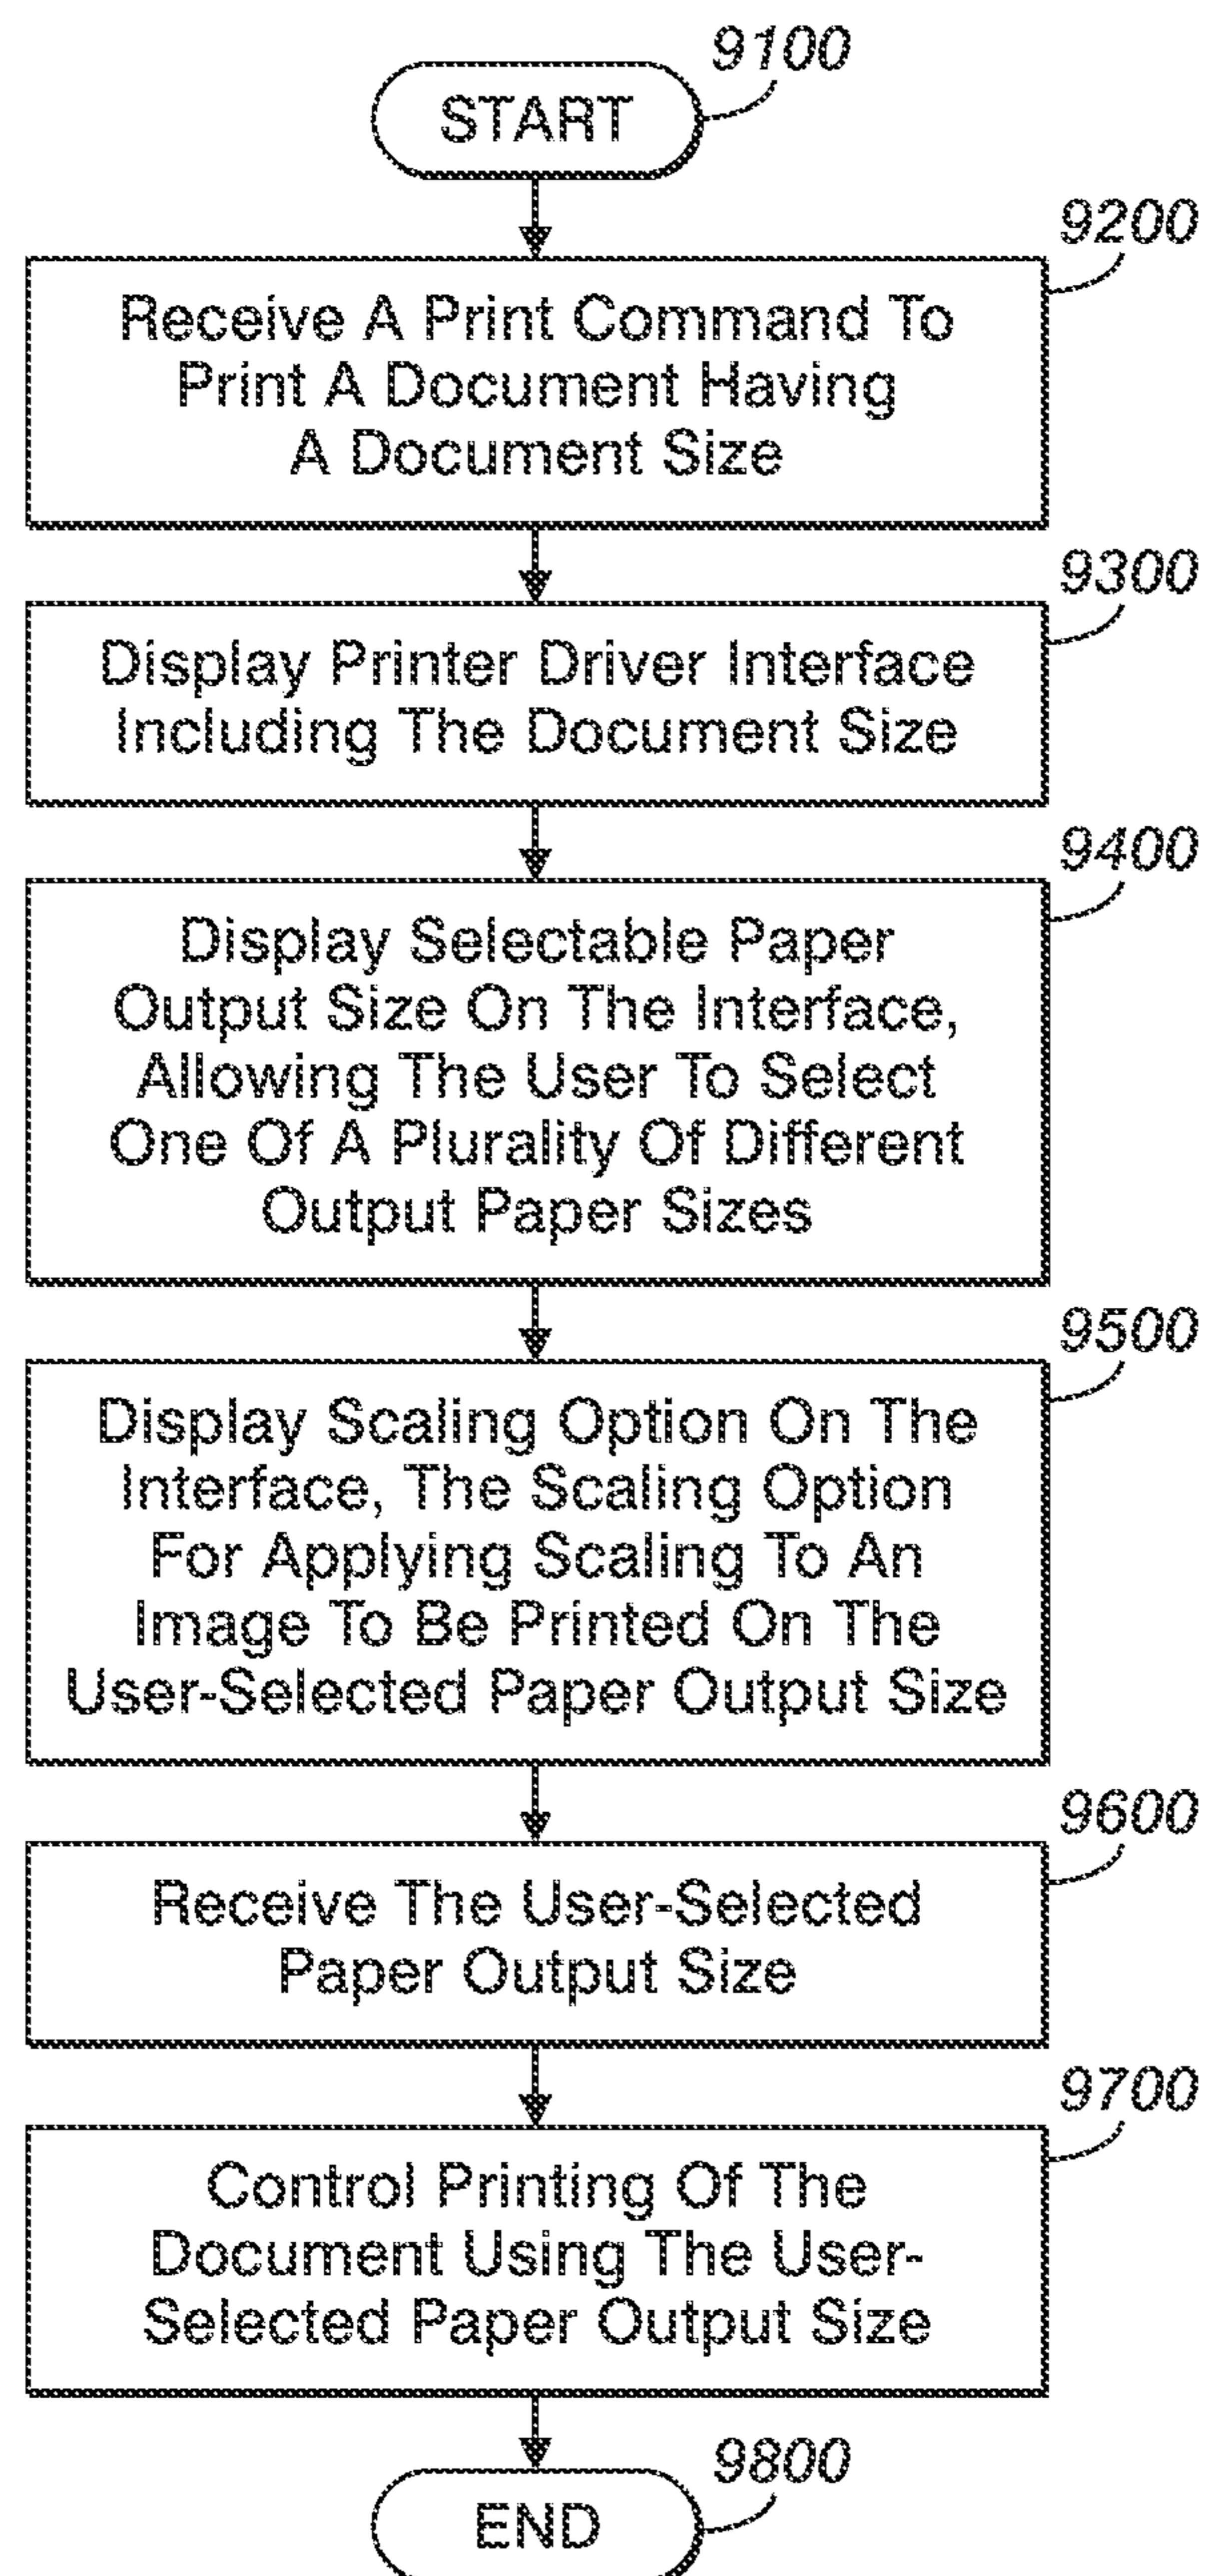 9100
START
9200
Receive A Print Command To
Print A Document Having
A Document Size
9300
Display Printer Driver Interface
Including The Document Size
9400
Display Selectable Paper
Output Size On The Interface,
Allowing The User To Select
One Of A Plurality Of Different
Output Paper Sizes
9500
Display Scaling Option On The
Interface, The Scaling Option
For Applying Scaling To An
Image To Be Printed On The
User-Selected Paper Output Size
9600
Receive The User-Selected
Paper Output Size
9700
Control Printing Of The
Document Using The User-
Selected Paper Output Size
9800
END